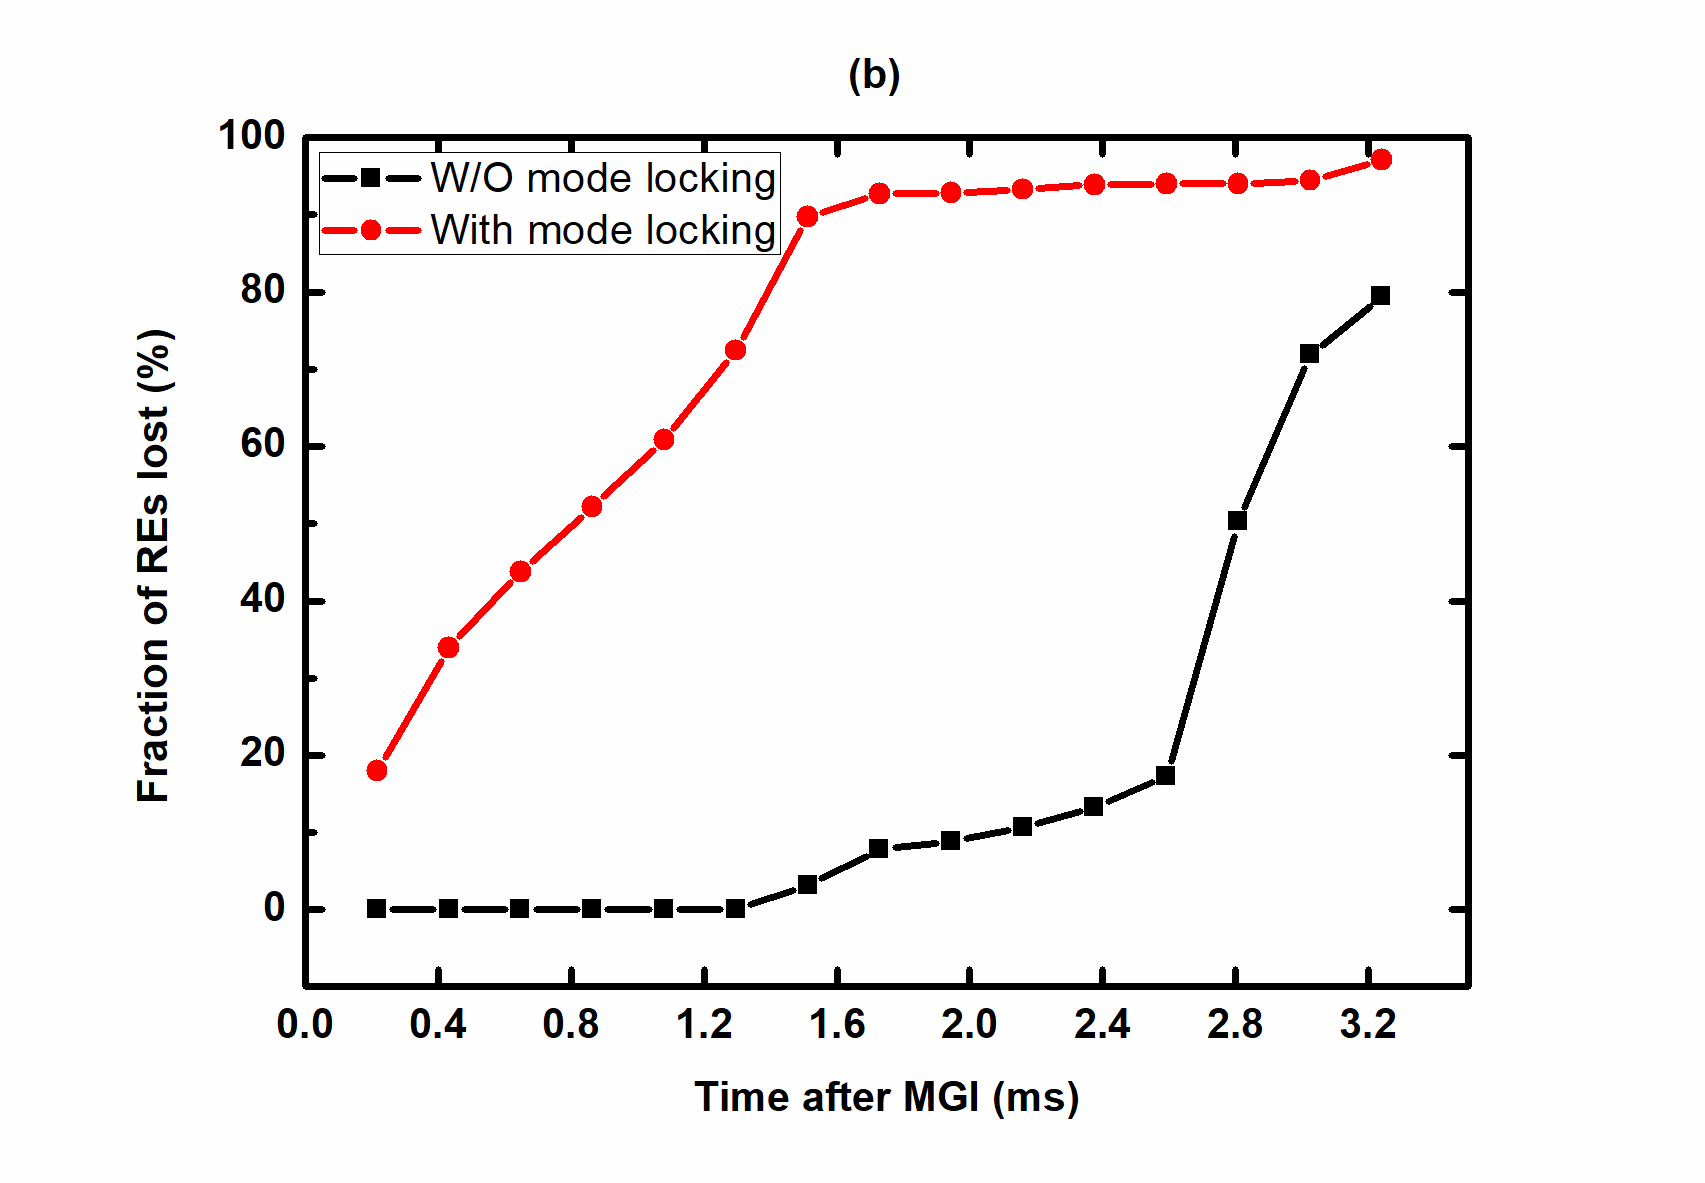 (b)
W/O mode locking
With mode locking
100
80
60
40
20
0
Fraction of REs lost (%)
0.0 0.4 0.8 1.2 1.6 2.0 2.4 2.8 3.2
Time after MGI (ms)